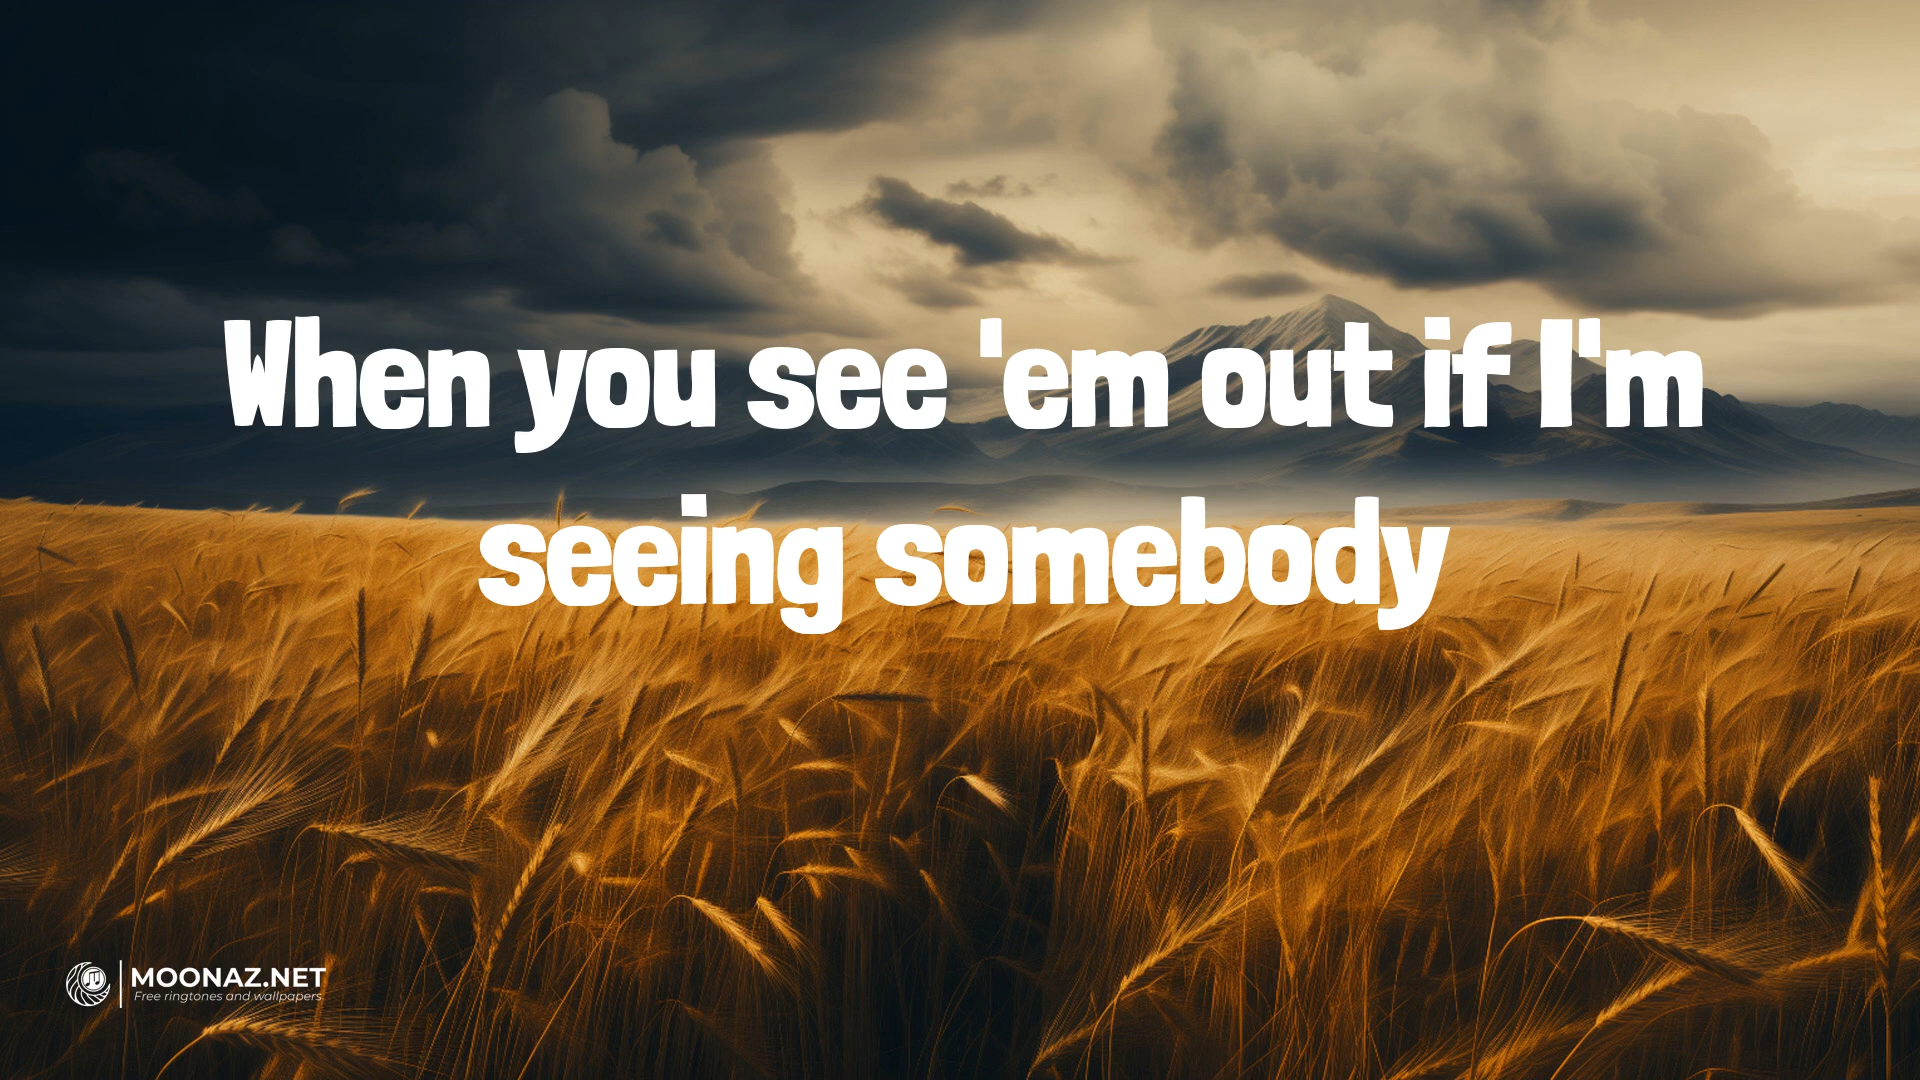 When you see 'em out if I'm
seeing somebody
MOONAZ.NET
Free ringtones and wallpapers